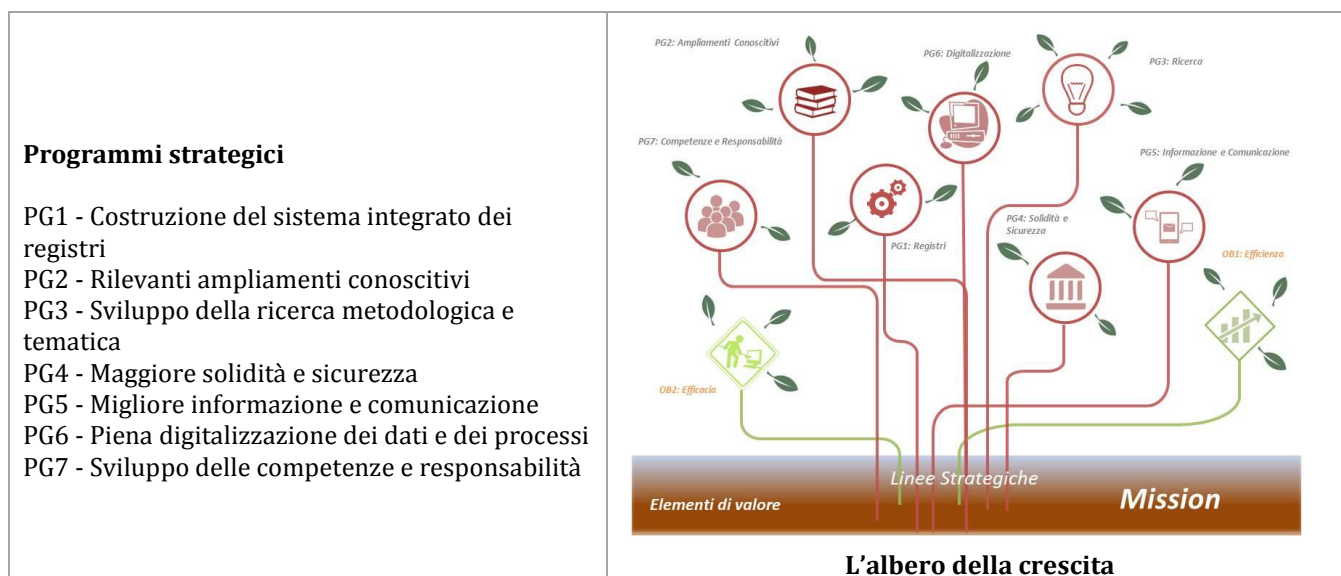 Programmi strategici
PG1 - Costruzione del sistema integrato dei
registri
PG2 - Rilevanti ampliamenti conoscitivi
PG3 - Sviluppo della ricerca metodologica e
tematica
PG4 - Maggiore solidità e sicurezza
PG5 - Migliore informazione e comunicazione
PG6 - Piena digitalizzazione dei dati e dei processi
PG7 - Sviluppo delle competenze e responsabilità
PG2: Ampliamenti Conoscitivi
PG6: Digitalizzazione
PG3: Ricerca
PG7: Competenze e Responsabilità
PG5: Informazione e Comunicazione
PG4: Solidità e
Sicurezza
PG1: Registri
OB1: Efficienza
OB2: Efficacia
Linee Strategiche
Elementi di valore
Mission
L'albero della crescita